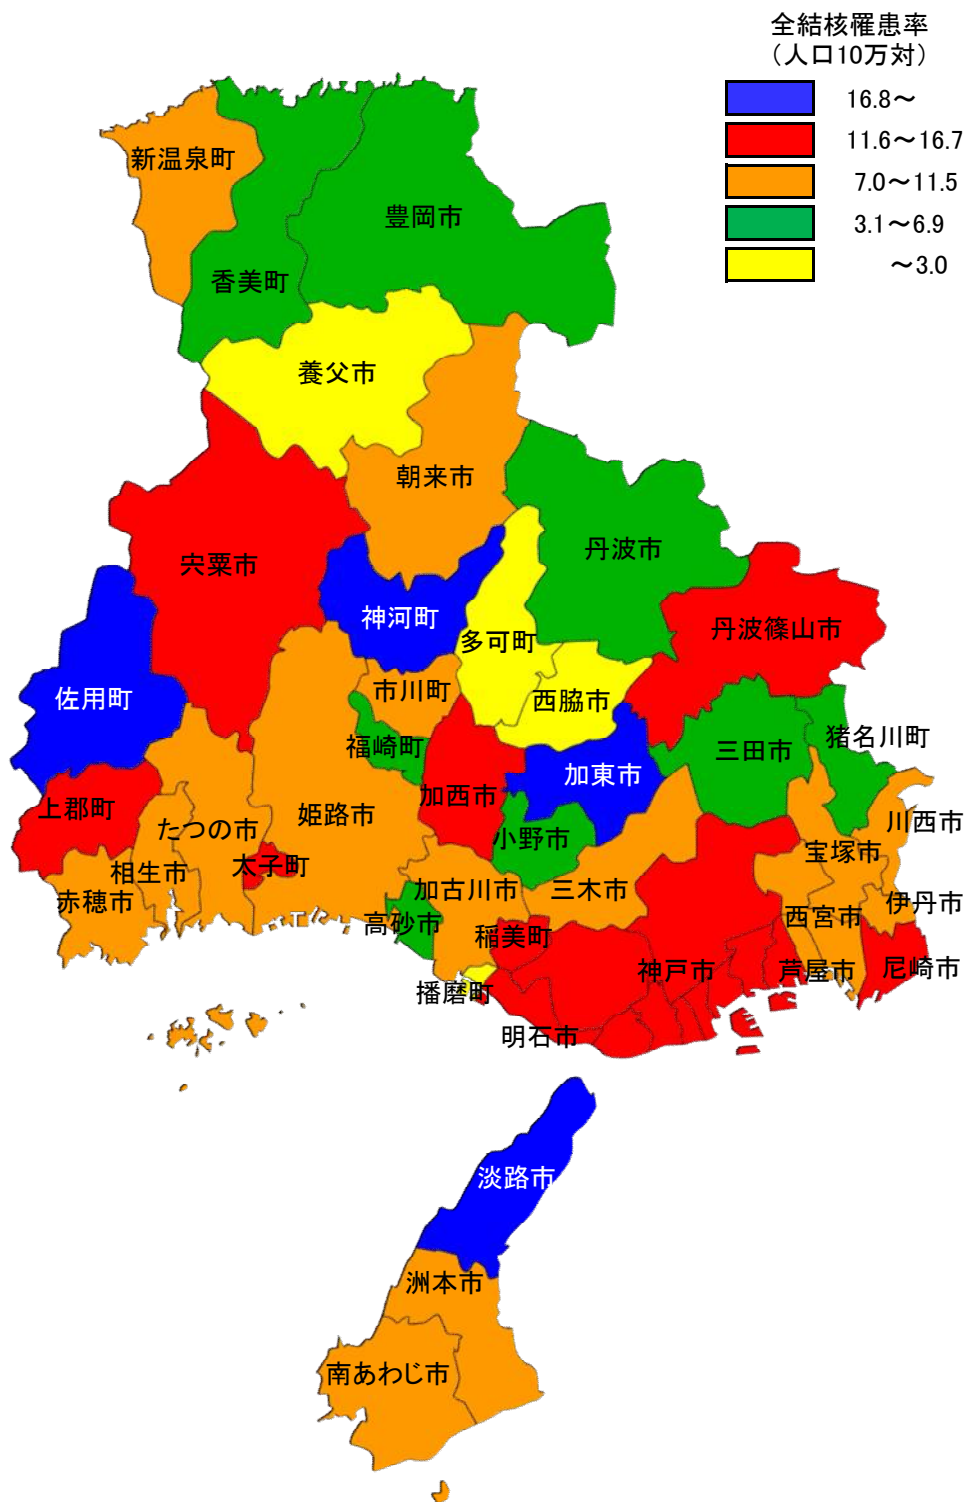 全結核罹患率
（人口10万対）
16.8～
11.6～16.7
7.0～11.5
3.1～6.9
～3.0
新温泉町
豊岡市
香美町
養父市
朝来市
丹波市
宍粟市
神河町
丹波篠山市
多可町
佐用町
市川町
西脇市
福崎町
三田市
猪名川町
加東市
加西市
上郡町
姫路市
たつの市
川西市
小野市
宝塚市
太子町
相生市
加古川市
三木市
赤穂市
伊丹市
西宮市
高砂市
稲美町
神戸市
芦屋市
尼崎市
播磨町
明石市
淡路市
洲本市
南あわじ市